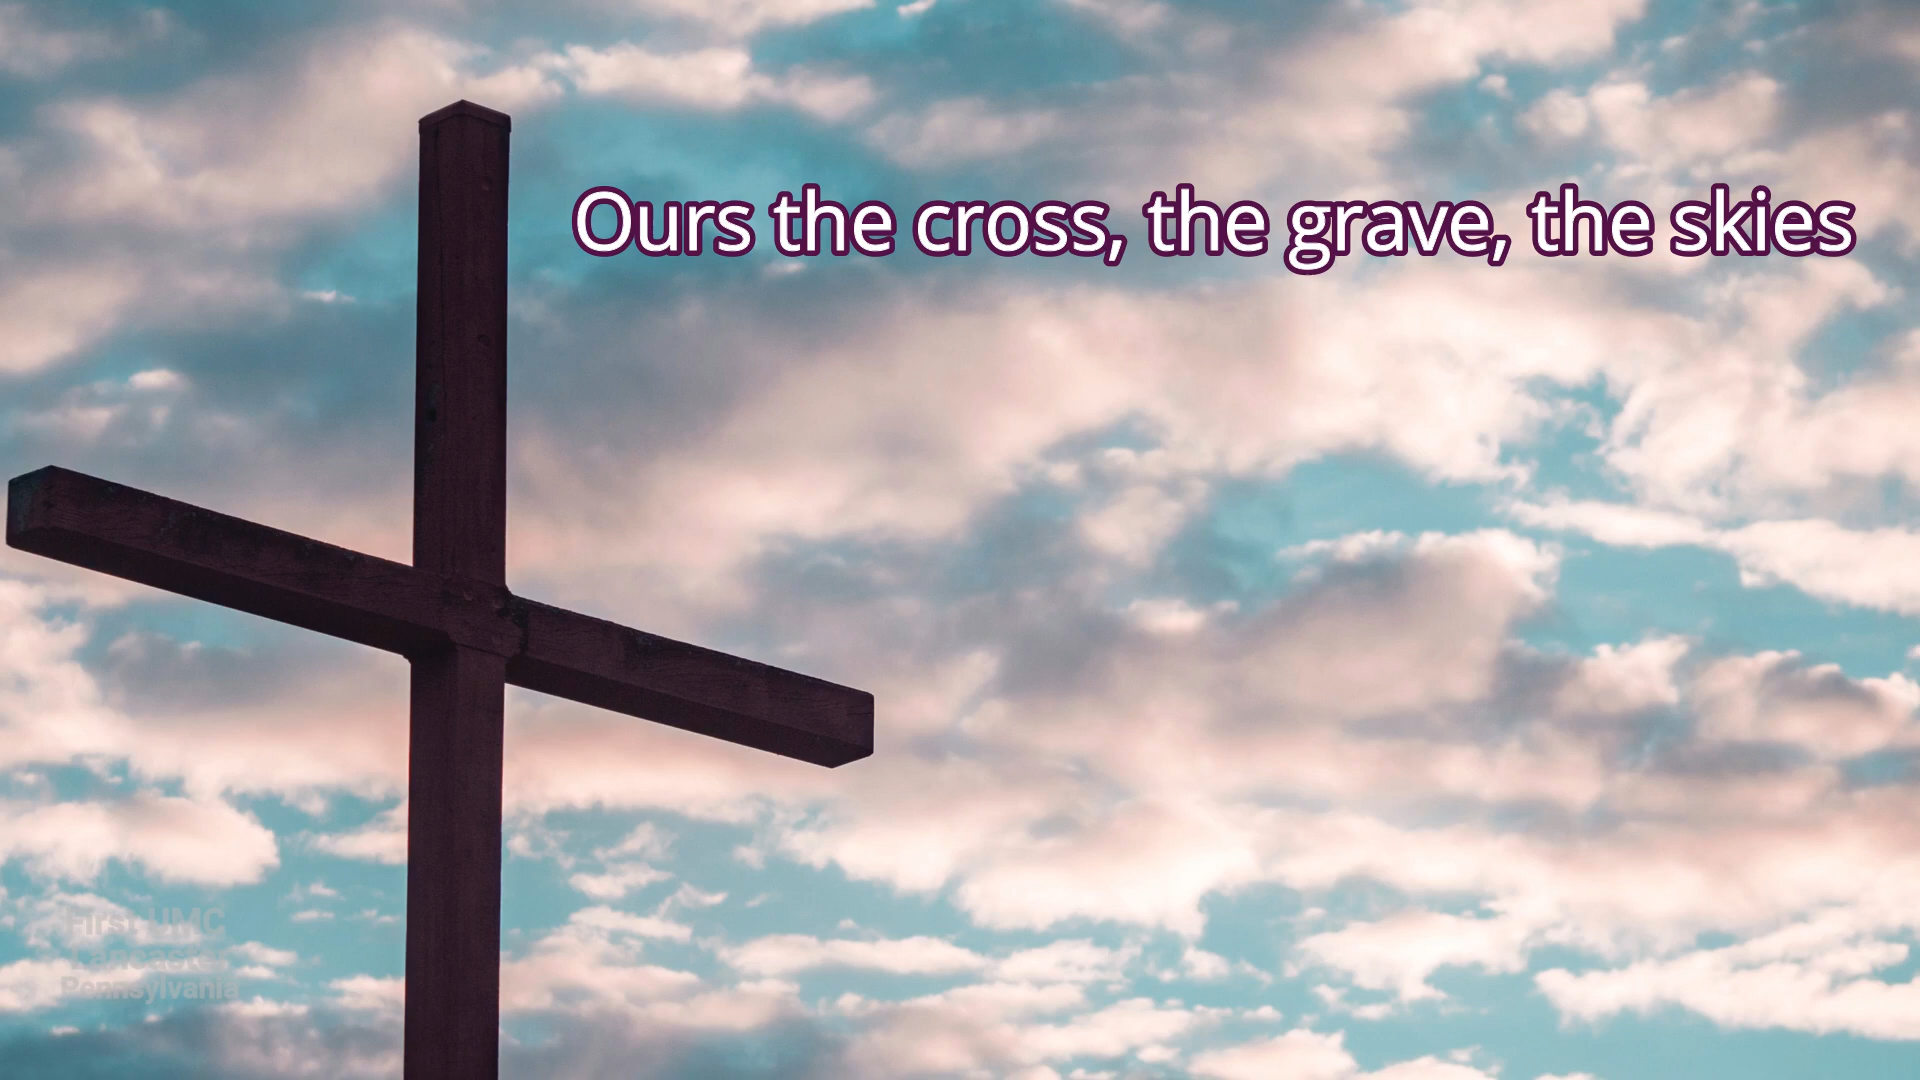 Ours the cross, the grave, the skies
First UMC
Lancaster
Pennsylvania